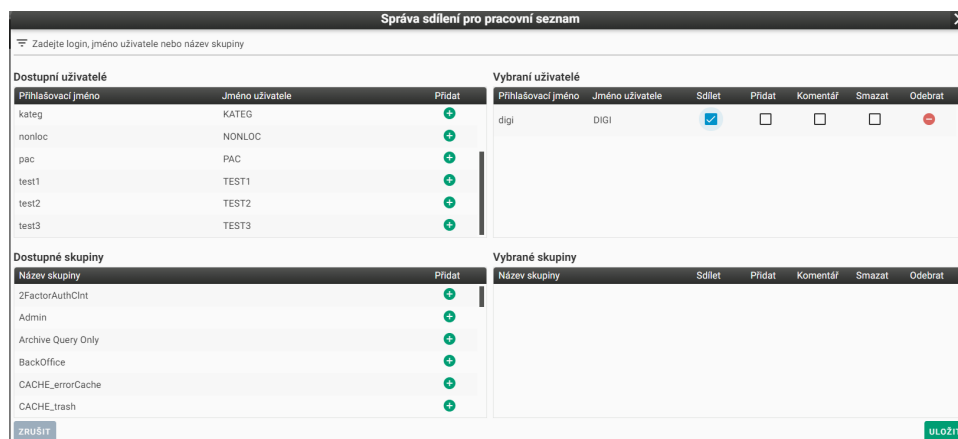 Správa sdílení pro pracovní seznam
Zadejte login, jméno uživatele nebo název skupiny
Dostupní uživatelé
Přihlašovací jméno Jméno uživatele Přidat
kateg KATEG
nonloc NONLOC
pac PAC
test1 TEST1
test2 TEST2
test3 TEST3
Vybraní uživatelé
Přihlašovací jméno Jméno uživatele Sdílet Přidat Komentář Smazat Odebrat
digi DIGI
Dostupné skupiny
Název skupiny Přidat
2FactorAuthClnt
Admin
Archive Query Only
BackOffice
CACHE_errorCache
CACHE_trash
Vybrané skupiny
Název skupiny Sdílet Přidat Komentář Smazat Odebrat
ZRUŠIT
ULOŽIT